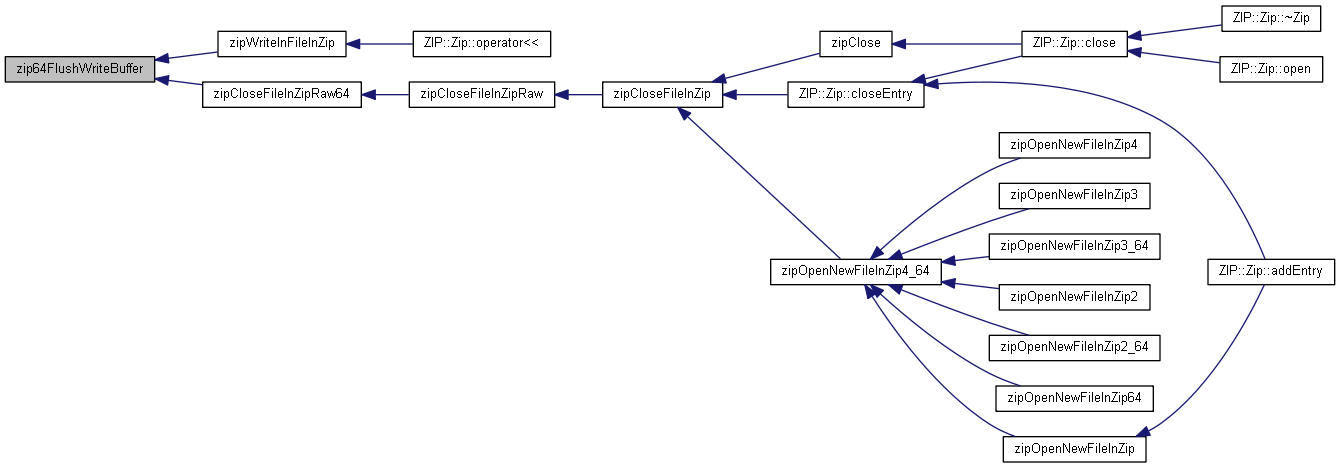 zip64FlushWriteBuffer
zipWriteInFileInZip
ZIP::Zip::operator<<
zipCloseFileInZipRaw64
zipCloseFileInZipRaw
zipCloseFileInZip
zipClose
ZIP::Zip::close
ZIP::Zip::~Zip
ZIP::Zip::open
ZIP::Zip::closeEntry
zipOpenNewFileInZip4_64
zipOpenNewFileInZip4
zipOpenNewFileInZip3
zipOpenNewFileInZip3_64
zipOpenNewFileInZip2
zipOpenNewFileInZip2_64
zipOpenNewFileInZip64
zipOpenNewFileInZip
ZIP::Zip::addEntry